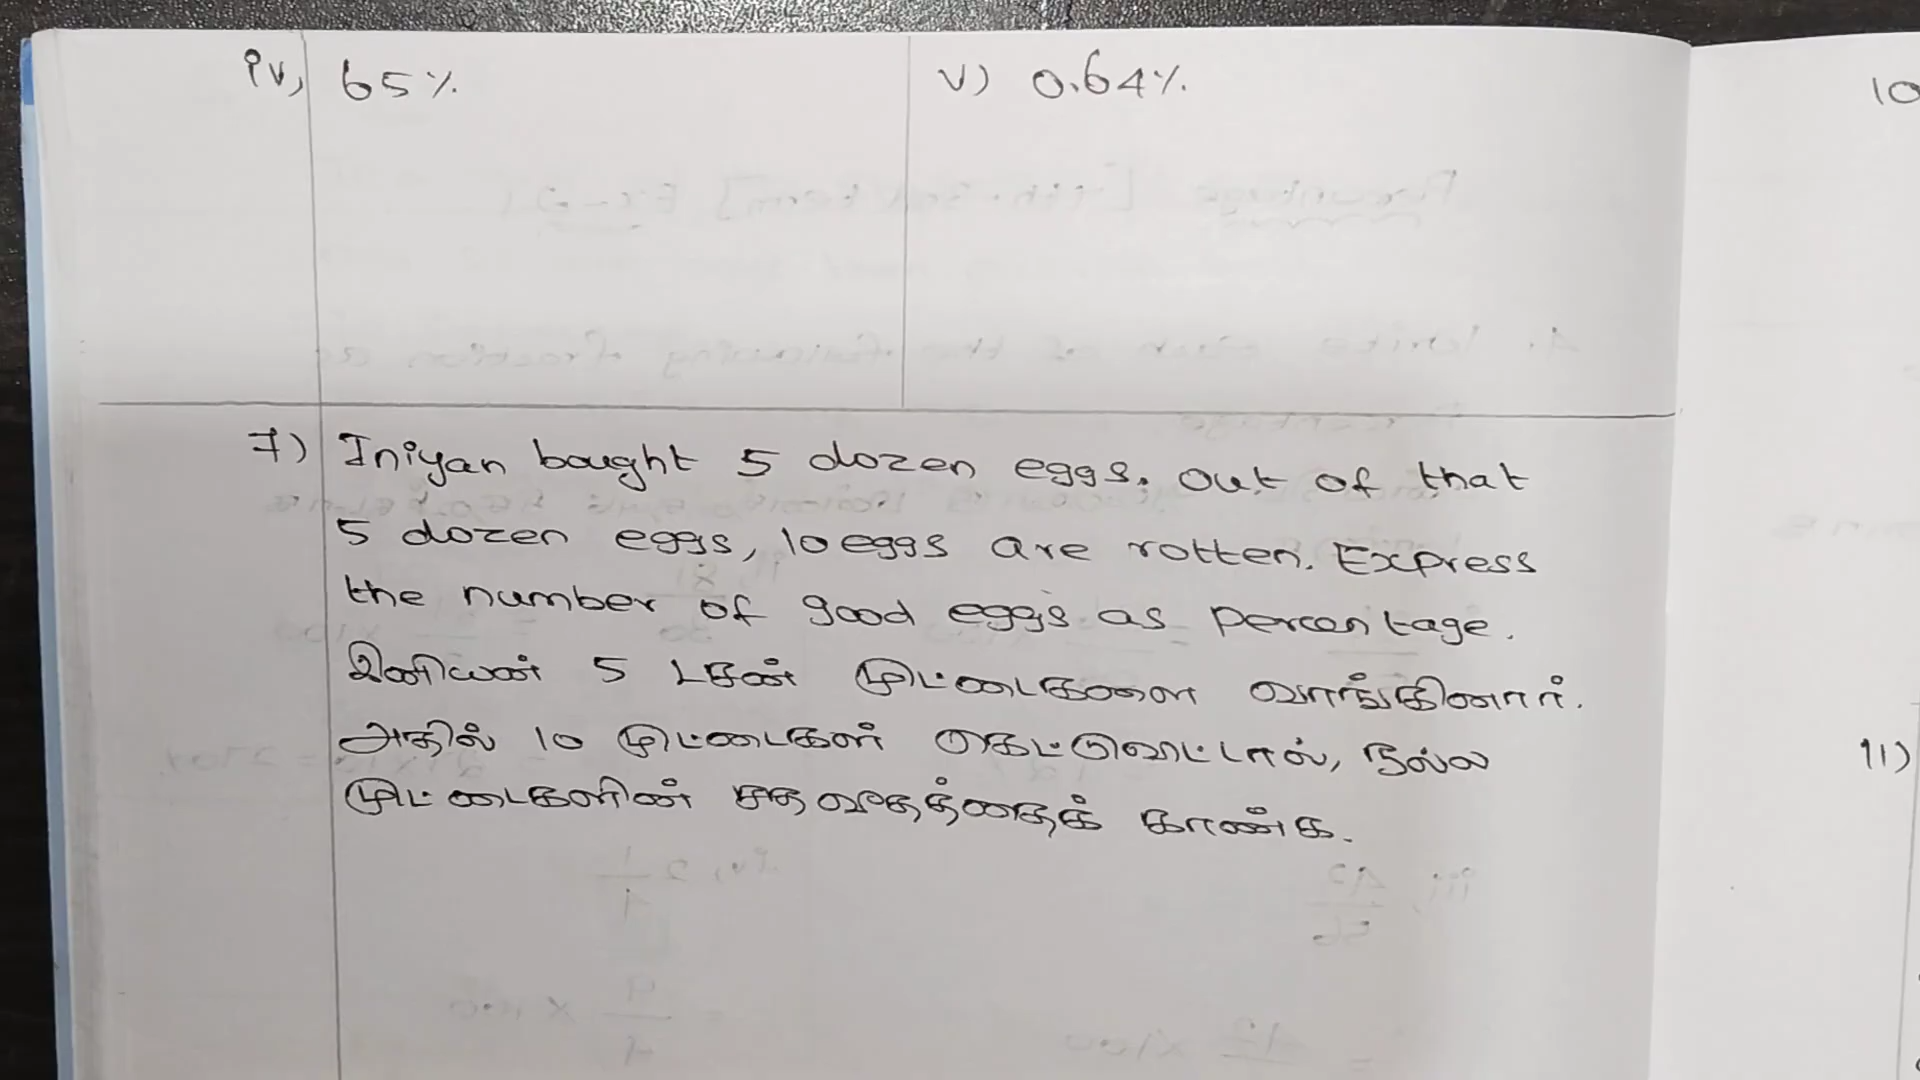 iv, 65%
v) 0.64%
10
7) Iniyan bought 5 dozen eggs. Out of that
5 dozen eggs, 10 eggs are rotten. Express
the number of good eggs as percentage.
இனியன் 5 டசன் முட்டைகளை வாங்கினார்.
அதில் 10 முட்டைகள் கெட்டுவிட்டால், நல்ல
முட்டைகளின் சதவீதத்தைக் காண்க.
11)